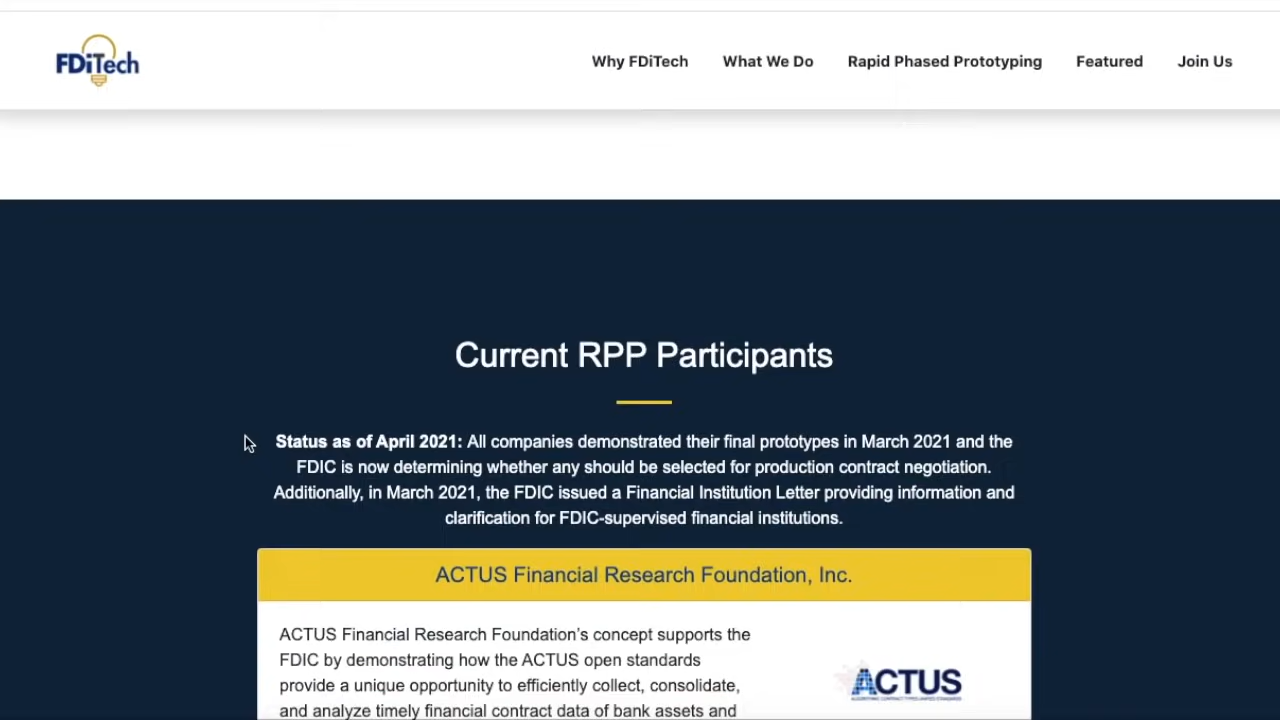 FDiTech
Why FDiTech What We Do Rapid Phased Prototyping Featured Join Us
Current RPP Participants
Status as of April 2021: All companies demonstrated their final prototypes in March 2021 and the
FDIC is now determining whether any should be selected for production contract negotiation.
Additionally, in March 2021, the FDIC issued a Financial Institution Letter providing information and
clarification for FDIC-supervised financial institutions.
ACTUS Financial Research Foundation, Inc.
ACTUS Financial Research Foundation’s concept supports the
FDIC by demonstrating how the ACTUS open standards
provide a unique opportunity to efficiently collect, consolidate,
and analyze timely financial contract data of bank assets and
ACTUS